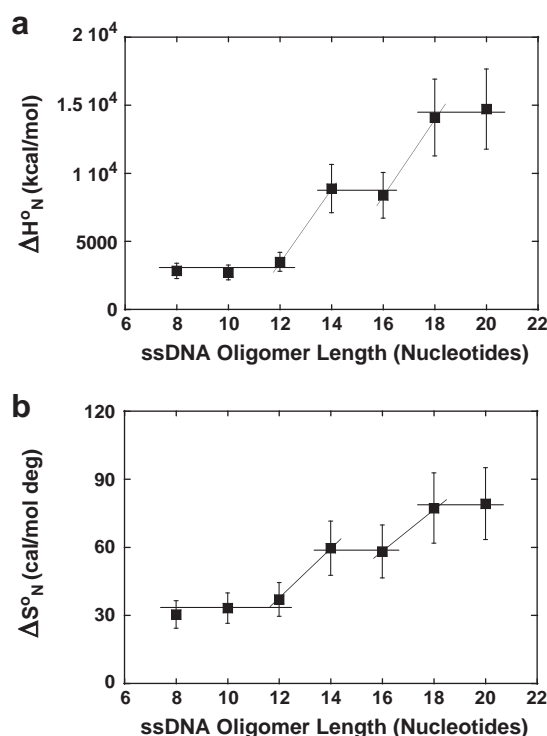 a
2 10⁴
1.5 10⁴
1 10⁴
5000
0
ΔH°N (kcal/mol)
6 8 10 12 14 16 18 20 22
ssDNA Oligomer Length (Nucleotides)
b
120
90
60
30
0
ΔS°N (cal/mol deg)
6 8 10 12 14 16 18 20 22
ssDNA Oligomer Length (Nucleotides)